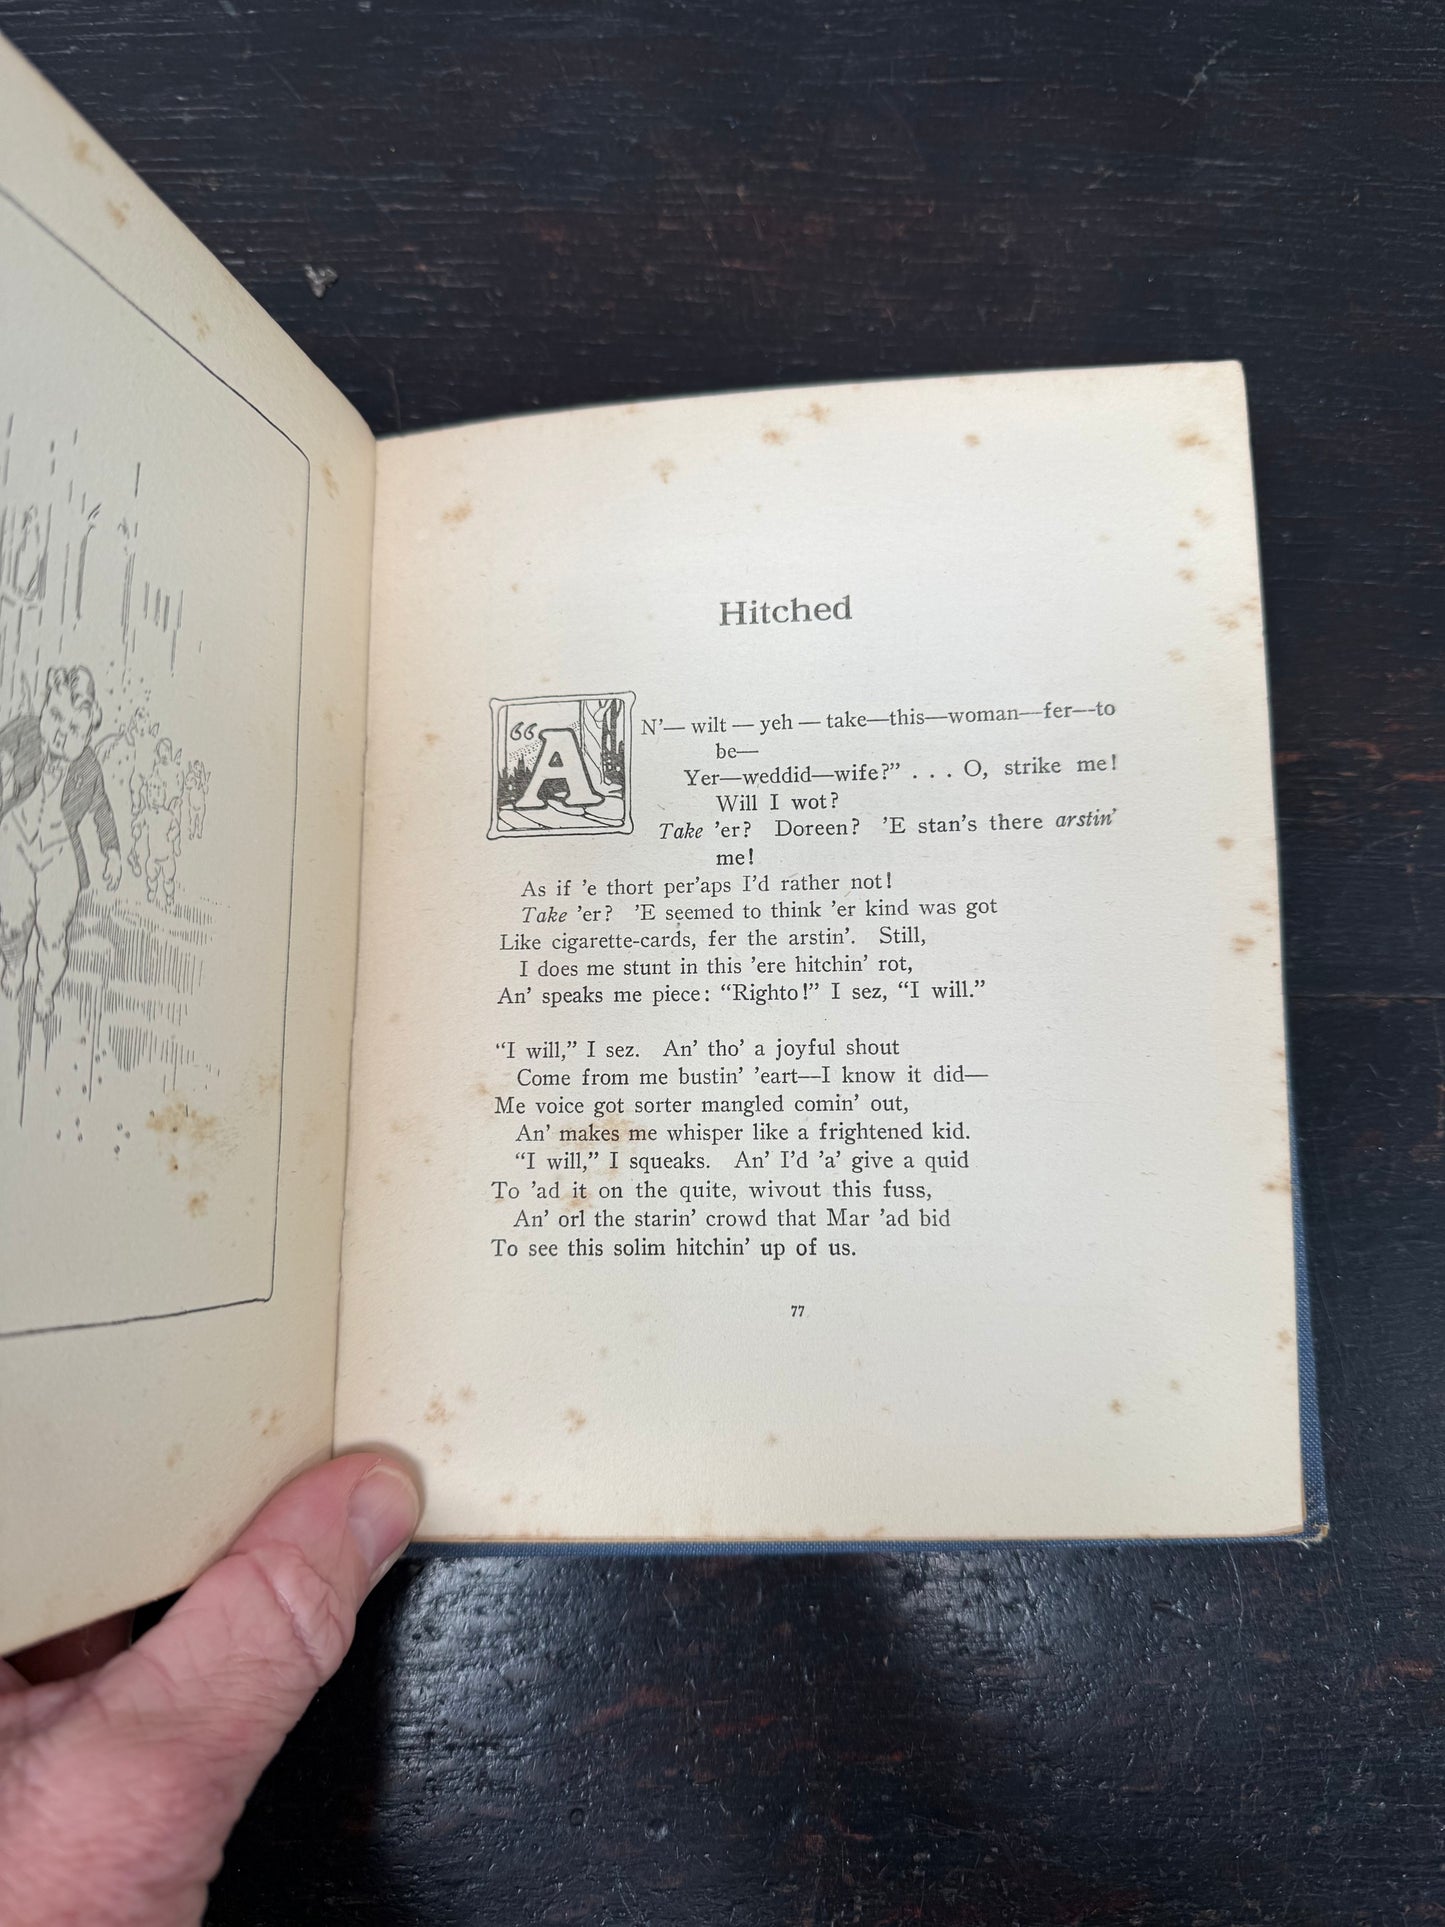 Hitched
“AN’— wilt — yeh — take—this—woman—fer—to
be—
Yer—weddid—wife?” . . . O, strike me!
Will I wot?
Take ’er? Doreen? ’E stan’s there arstin’
me!
As if ’e thort per’aps I’d rather not!
Take ’er? ’E seemed to think ’er kind was got
Like cigarette-cards, fer the arstin’. Still,
I does me stunt in this ’ere hitchin’ rot,
An’ speaks me piece: “Righto!” I sez, “I will.”
“I will,” I sez. An’ tho’ a joyful shout
Come from me bustin’ ’eart—I know it did—
Me voice got sorter mangled comin’ out,
An’ makes me whisper like a frightened kid.
“I will,” I squeaks. An’ I’d ’a’ give a quid
To ’ad it on the quite, wivout this fuss,
An’ orl the starin’ crowd that Mar ’ad bid
To see this solim hitchin’ up of us.
77